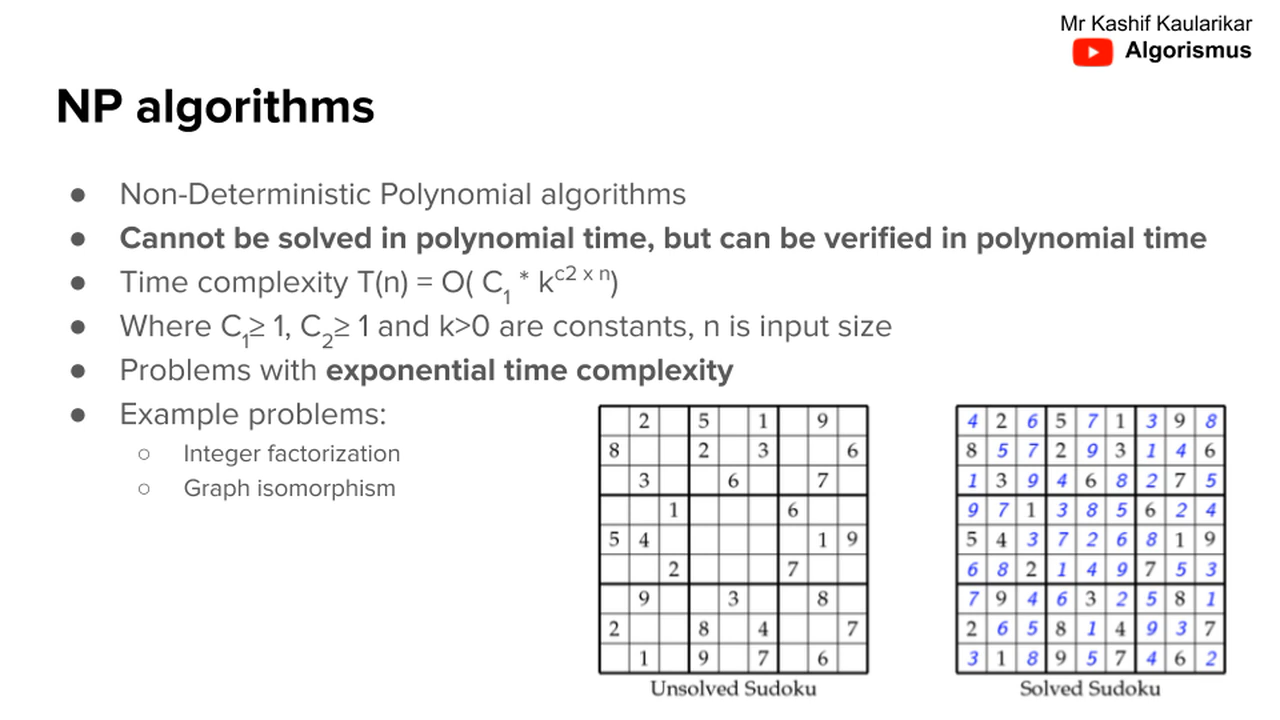 Mr Kashif Kaularikar
Algorismus
NP algorithms
● Non-Deterministic Polynomial algorithms
● Cannot be solved in polynomial time, but can be verified in polynomial time
● Time complexity T(n) = O( C₁ * k^(c2 x n))
● Where C₁≥ 1, C₂≥ 1 and k>0 are constants, n is input size
● Problems with exponential time complexity
● Example problems:
○ Integer factorization
○ Graph isomorphism
2 5 1 9
8 2 3 6
3 6 7
1 6
5 4 1 9
2 7
9 3 8
2 8 4 7
1 9 7 6
Unsolved Sudoku
4 2 6 5 7 1 3 9 8
8 5 7 2 9 3 1 4 6
1 3 9 4 6 8 2 7 5
9 7 1 3 8 5 6 2 4
5 4 3 7 2 6 8 1 9
6 8 2 1 4 9 7 5 3
7 9 4 6 3 2 5 8 1
2 6 5 8 1 4 9 3 7
3 1 8 9 5 7 4 6 2
Solved Sudoku